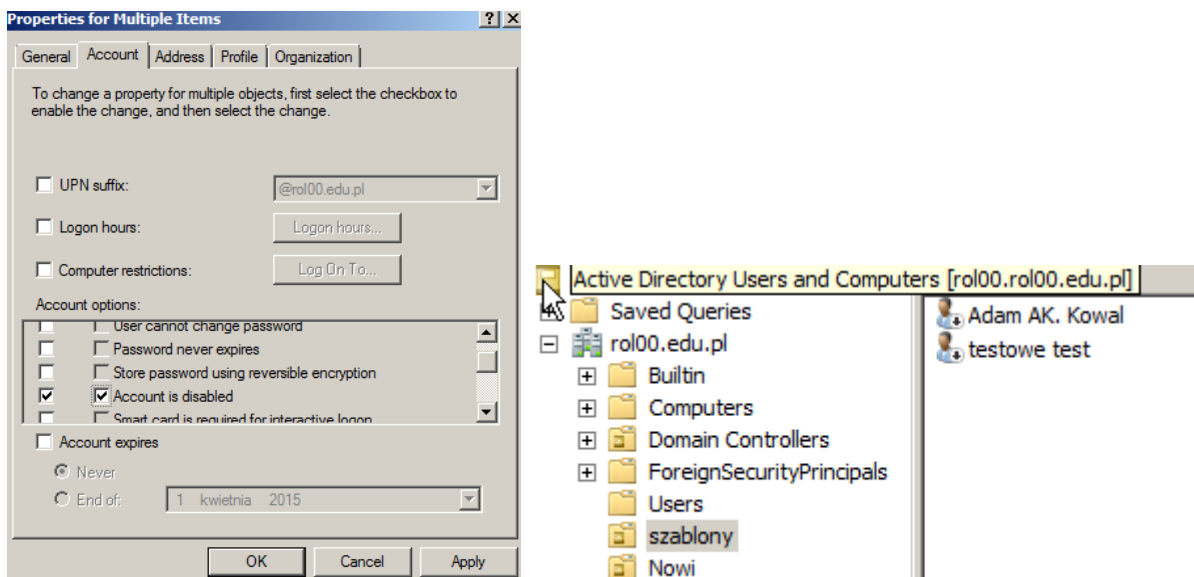 Properties for Multiple Items
General Account Address Profile Organization
To change a property for multiple objects, first select the checkbox to
enable the change, and then select the change.
UPN suffix: @rol00.edu.pl
Logon hours: Logon hours...
Computer restrictions: Log On To...
Account options:
User cannot change password
Password never expires
Store password using reversible encryption
Account is disabled
Smart card is required for interactive logon
Account expires
Never
End of: 1 kwietnia 2015
OK Cancel Apply
Active Directory Users and Computers [rol00.rol00.edu.pl]
Saved Queries
rol00.edu.pl
Builtin
Computers
Domain Controllers
ForeignSecurityPrincipals
Users
szablony
Nowi
Adam AK. Kowal
testowe test